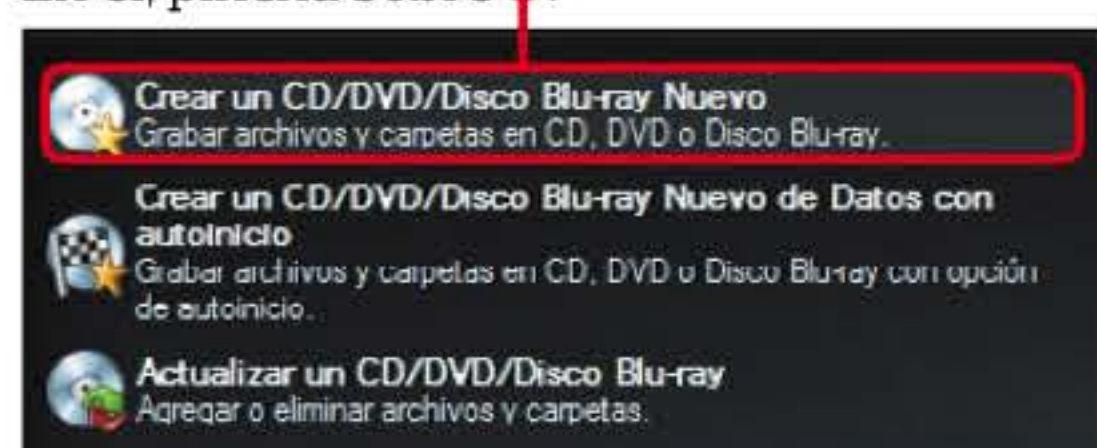 Crear un CD/DVD/Disco Blu-ray Nuevo
Grabar archivos y carpetas en CD, DVD o Disco Blu-ray.
Crear un CD/DVD/Disco Blu-ray Nuevo de Datos con
autoinicio
Grabar archivos y carpetas en CD, DVD o Disco Blu-ray con opción
de autoinicio.
Actualizar un CD/DVD/Disco Blu-ray
Agregar o eliminar archivos y carpetas.